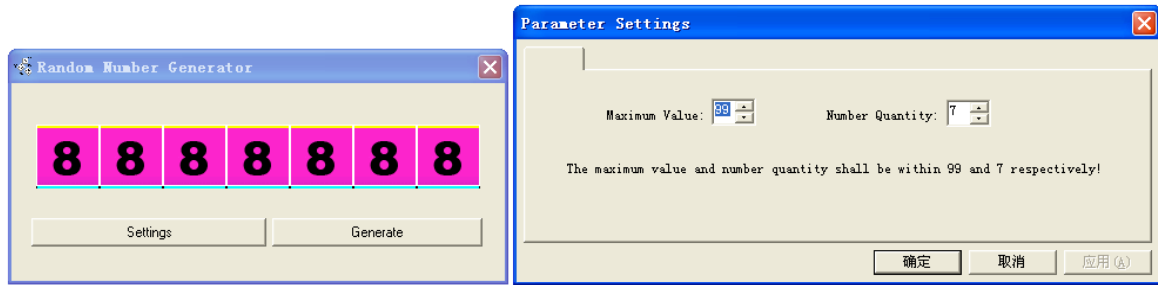 Random Number Generator
8 8 8 8 8 8 8
Settings Generate
Parameter Settings
Maximum Value: 99 Number Quantity: 7
The maximum value and number quantity shall be within 99 and 7 respectively!
确定 取消 应用(A)